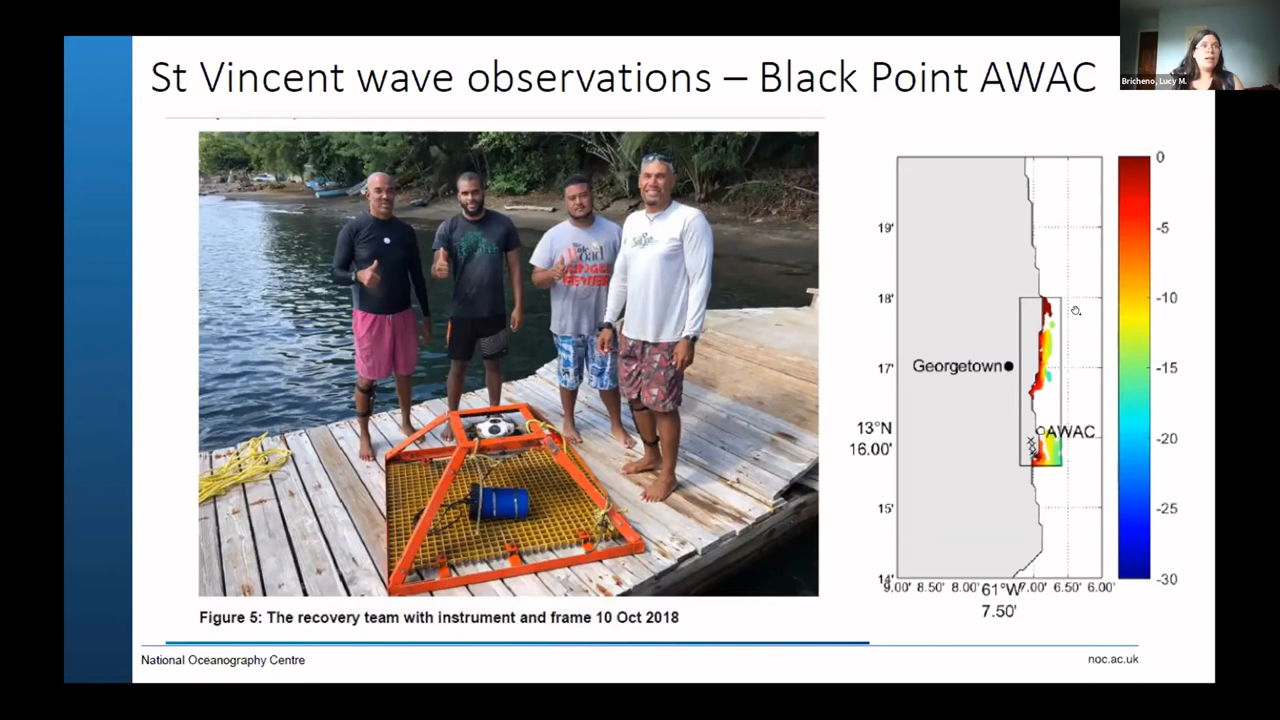 St Vincent wave observations – Black Point AWAC
Bricheno, Lucy M.
19'
18'
17'
Georgetown
13°N
16.00'
AWAC
15'
14'
9.00' 8.50' 8.00' 61°W 7.00' 6.50' 6.00'
7.50'
0
-5
-10
-15
-20
-25
-30
Figure 5: The recovery team with instrument and frame 10 Oct 2018
National Oceanography Centre
noc.ac.uk